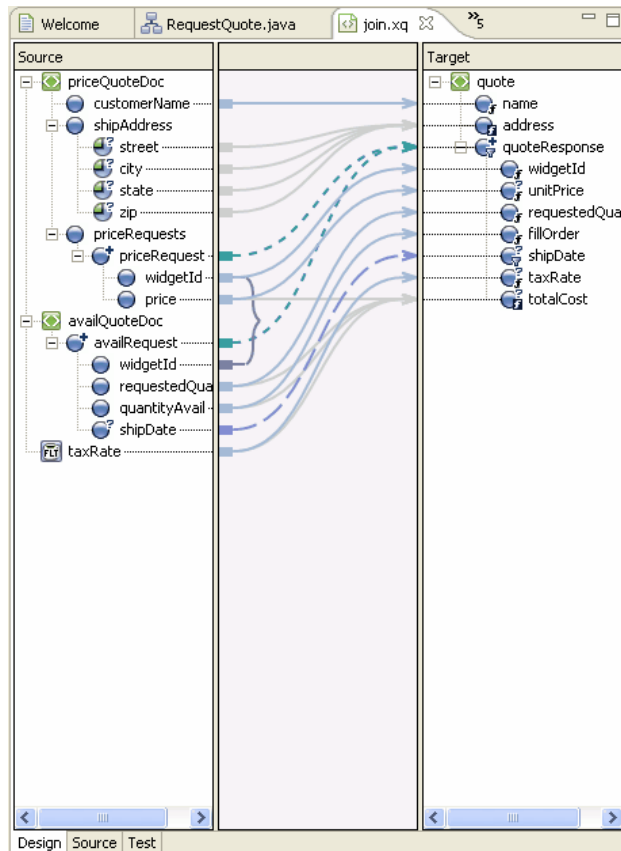 Welcome RequestQuote.java join.xq »5
Source Target
priceQuoteDoc
customerName
shipAddress
street
city
state
zip
priceRequests
priceRequest
widgetId
price
availQuoteDoc
availRequest
widgetId
requestedQua
quantityAvail
shipDate
FLT taxRate
quote
name
address
quoteResponse
widgetId
unitPrice
requestedQua
fillOrder
shipDate
taxRate
totalCost
Design Source Test